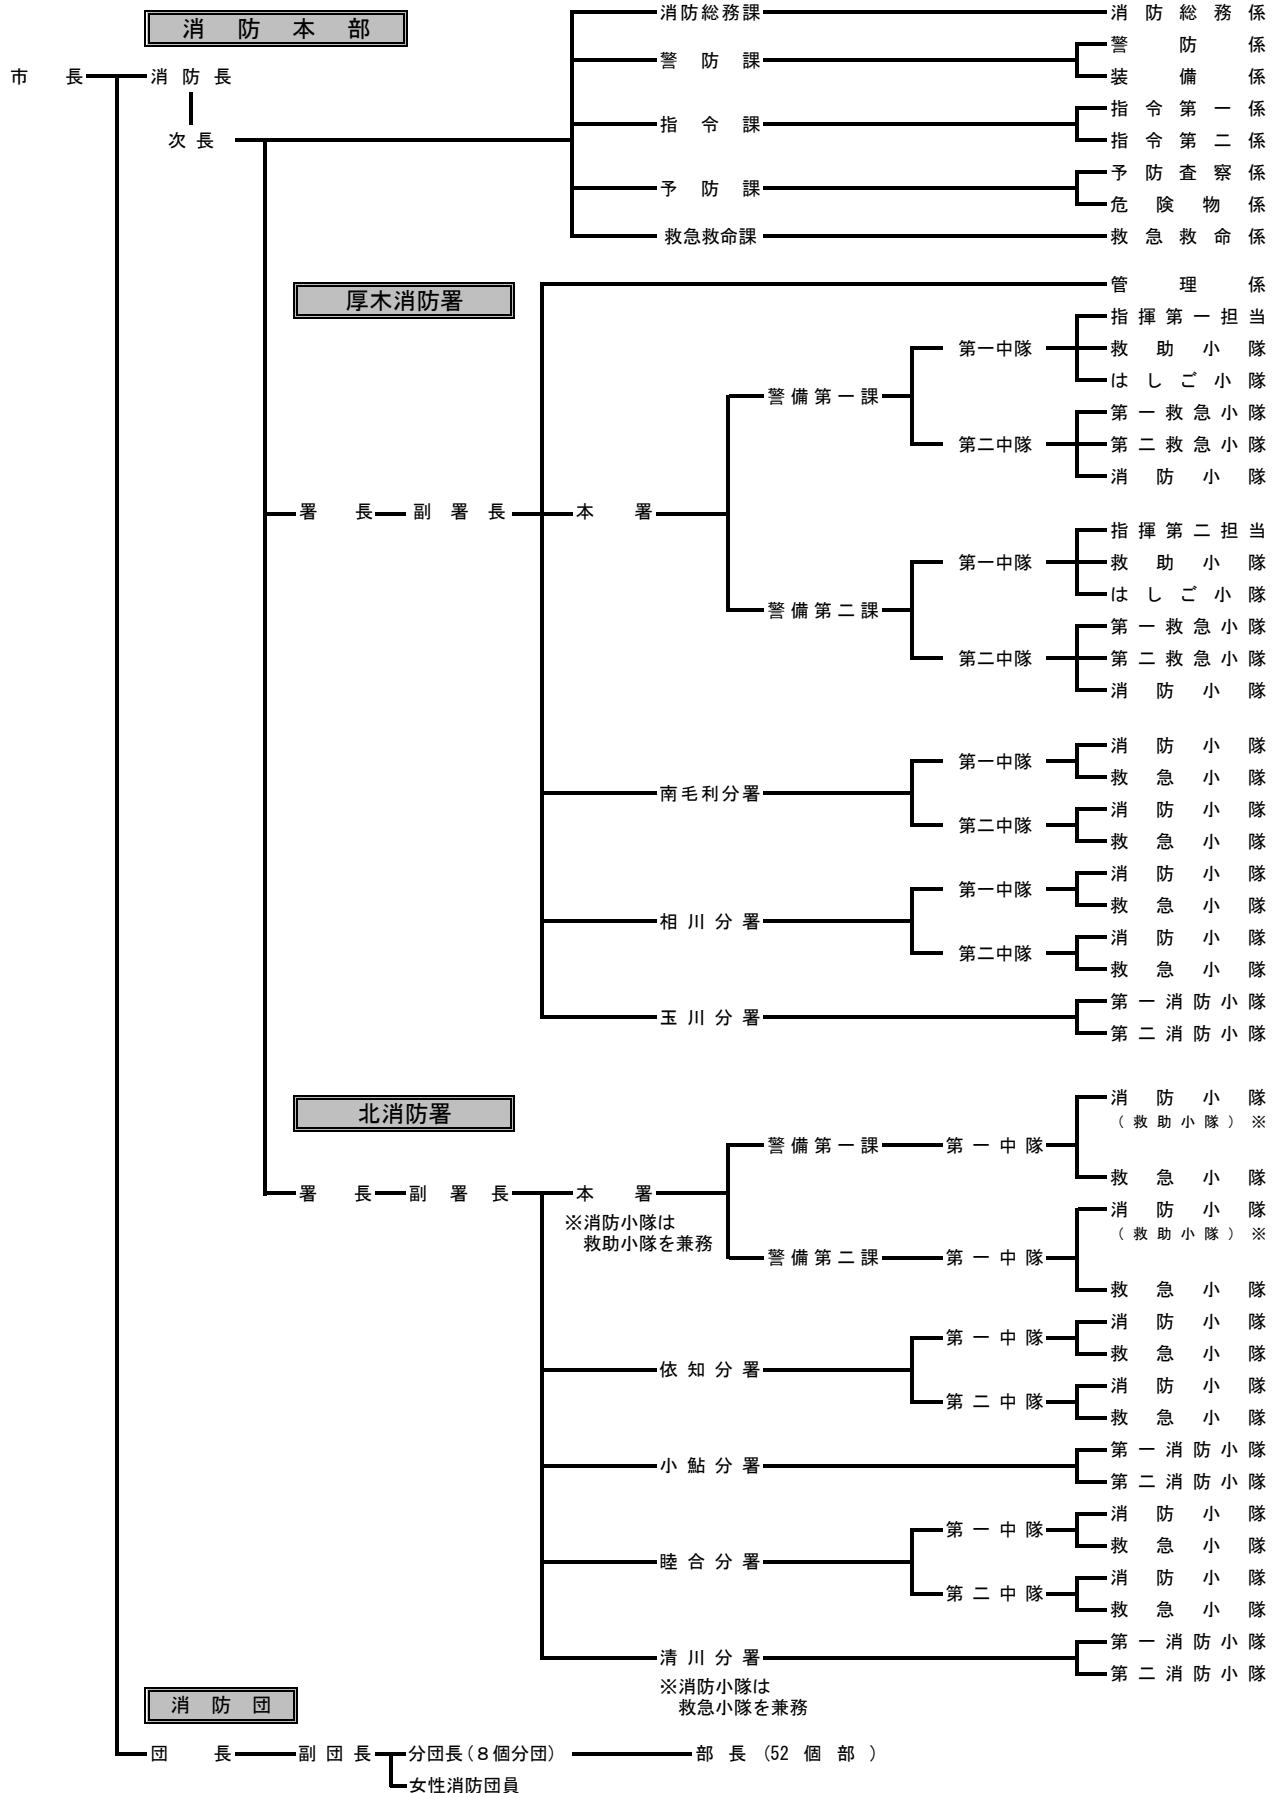 消防本部
市長
消防長
次長
消防総務課
消防総務係
警防課
警防係
装備係
指令課
指令第一係
指令第二係
予防課
予防査察係
危険物係
救急救命課
救急救命係
厚木消防署
署長
副署長
管理係
本署
警備第一課
第一中隊
指揮第一担当
救助小隊
はしご小隊
第二中隊
第一救急小隊
第二救急小隊
消防小隊
警備第二課
第一中隊
指揮第二担当
救助小隊
はしご小隊
第二中隊
第一救急小隊
第二救急小隊
消防小隊
南毛利分署
第一中隊
消防小隊
救急小隊
第二中隊
消防小隊
救急小隊
相川分署
第一中隊
消防小隊
救急小隊
第二中隊
消防小隊
救急小隊
玉川分署
第一消防小隊
第二消防小隊
北消防署
署長
副署長
本署
※消防小隊は
救助小隊を兼務
警備第一課
第一中隊
消防小隊
(救助小隊)※
救急小隊
警備第二課
第一中隊
消防小隊
(救助小隊)※
救急小隊
依知分署
第一中隊
消防小隊
救急小隊
第二中隊
消防小隊
救急小隊
小鮎分署
第一消防小隊
第二消防小隊
睦合分署
第一中隊
消防小隊
救急小隊
第二中隊
消防小隊
救急小隊
清川分署
※消防小隊は
救急小隊を兼務
第一消防小隊
第二消防小隊
消防団
団長
副団長
分団長(8個分団)
部長(52個部)
女性消防団員